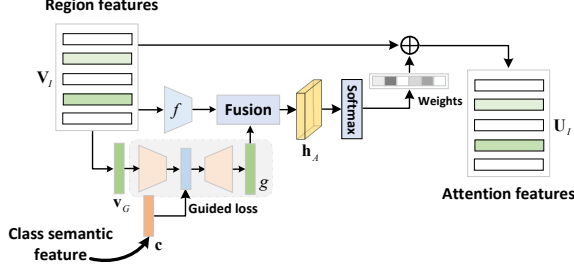 Region features
V_I
f
Fusion
Softmax
Weights
h_A
U_I
v_G
g
Guided loss
Attention features
Class semantic
feature
c